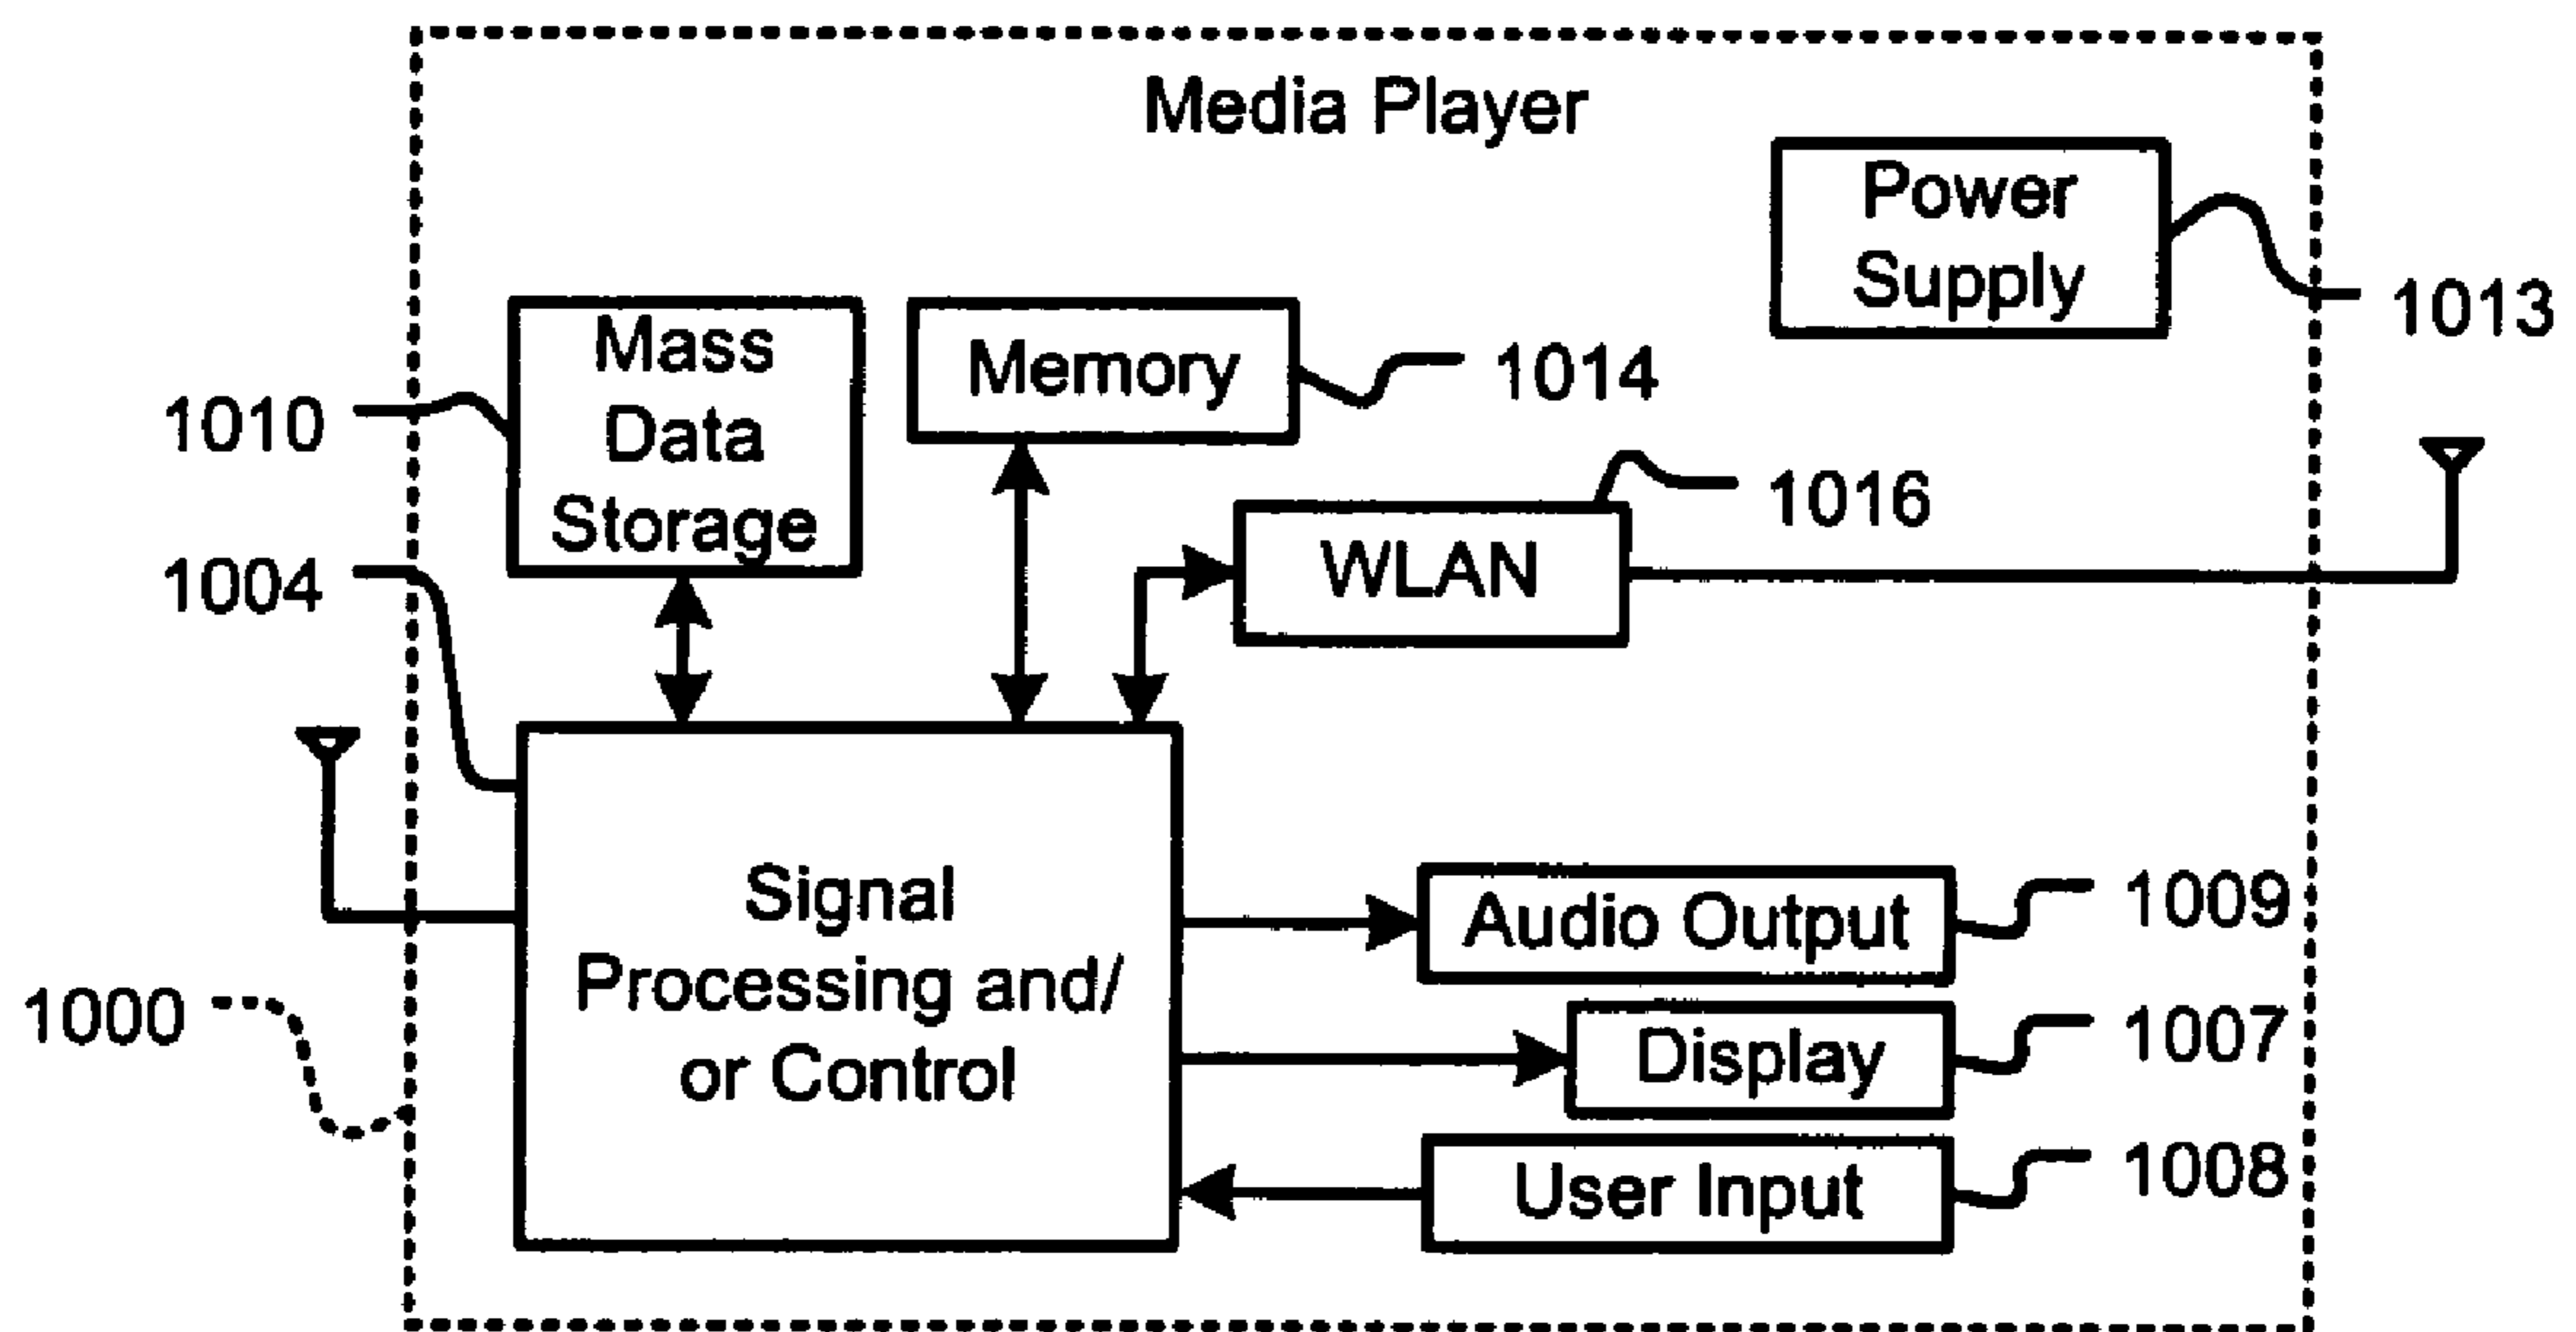 Media Player
Power
Supply
1013
Mass
Data
Storage
1010
Memory
1014
1016
WLAN
1004
Signal
Processing and/
or Control
1000
Audio Output
1009
Display
1007
User Input
1008